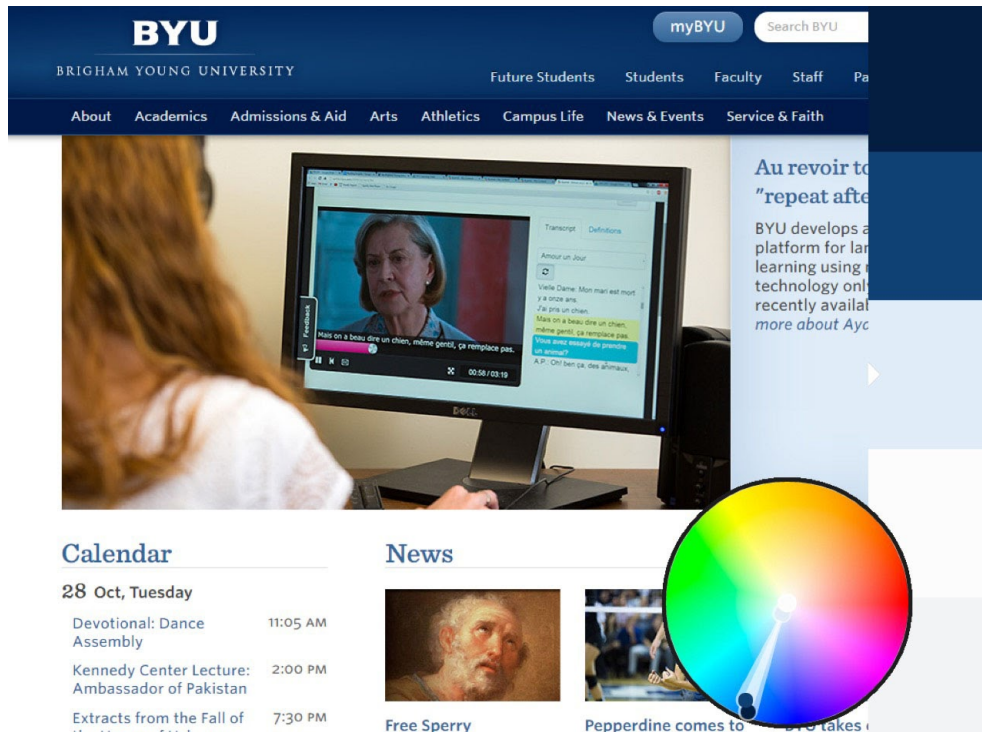 BYU
BRIGHAM YOUNG UNIVERSITY
myBYU
Search BYU
Future Students Students Faculty Staff Pa
About Academics Admissions & Aid Arts Athletics Campus Life News & Events Service & Faith
Transcript Definitions
Amour un Jour
Vielle Dame: Mon mari est mort
y a onze ans.
J'ai pris un chien.
Mais on a beau dire un chien,
même gentil, ça remplace pas.
Vous avez essayé de prendre
un animal?
A.P.: Oh! ben ça, des animaux,
Feedback
Mais on a beau dire un chien, même gentil, ça remplace pas.
00:58 / 03:19
DELL
Au revoir to
"repeat afte
BYU develops a
platform for lan
learning using
technology only
recently availab
more about Aya
Calendar
28 Oct, Tuesday
Devotional: Dance
Assembly
11:05 AM
Kennedy Center Lecture:
Ambassador of Pakistan
2:00 PM
Extracts from the Fall of
7:30 PM
News
Free Sperry
Pepperdine comes to
takes